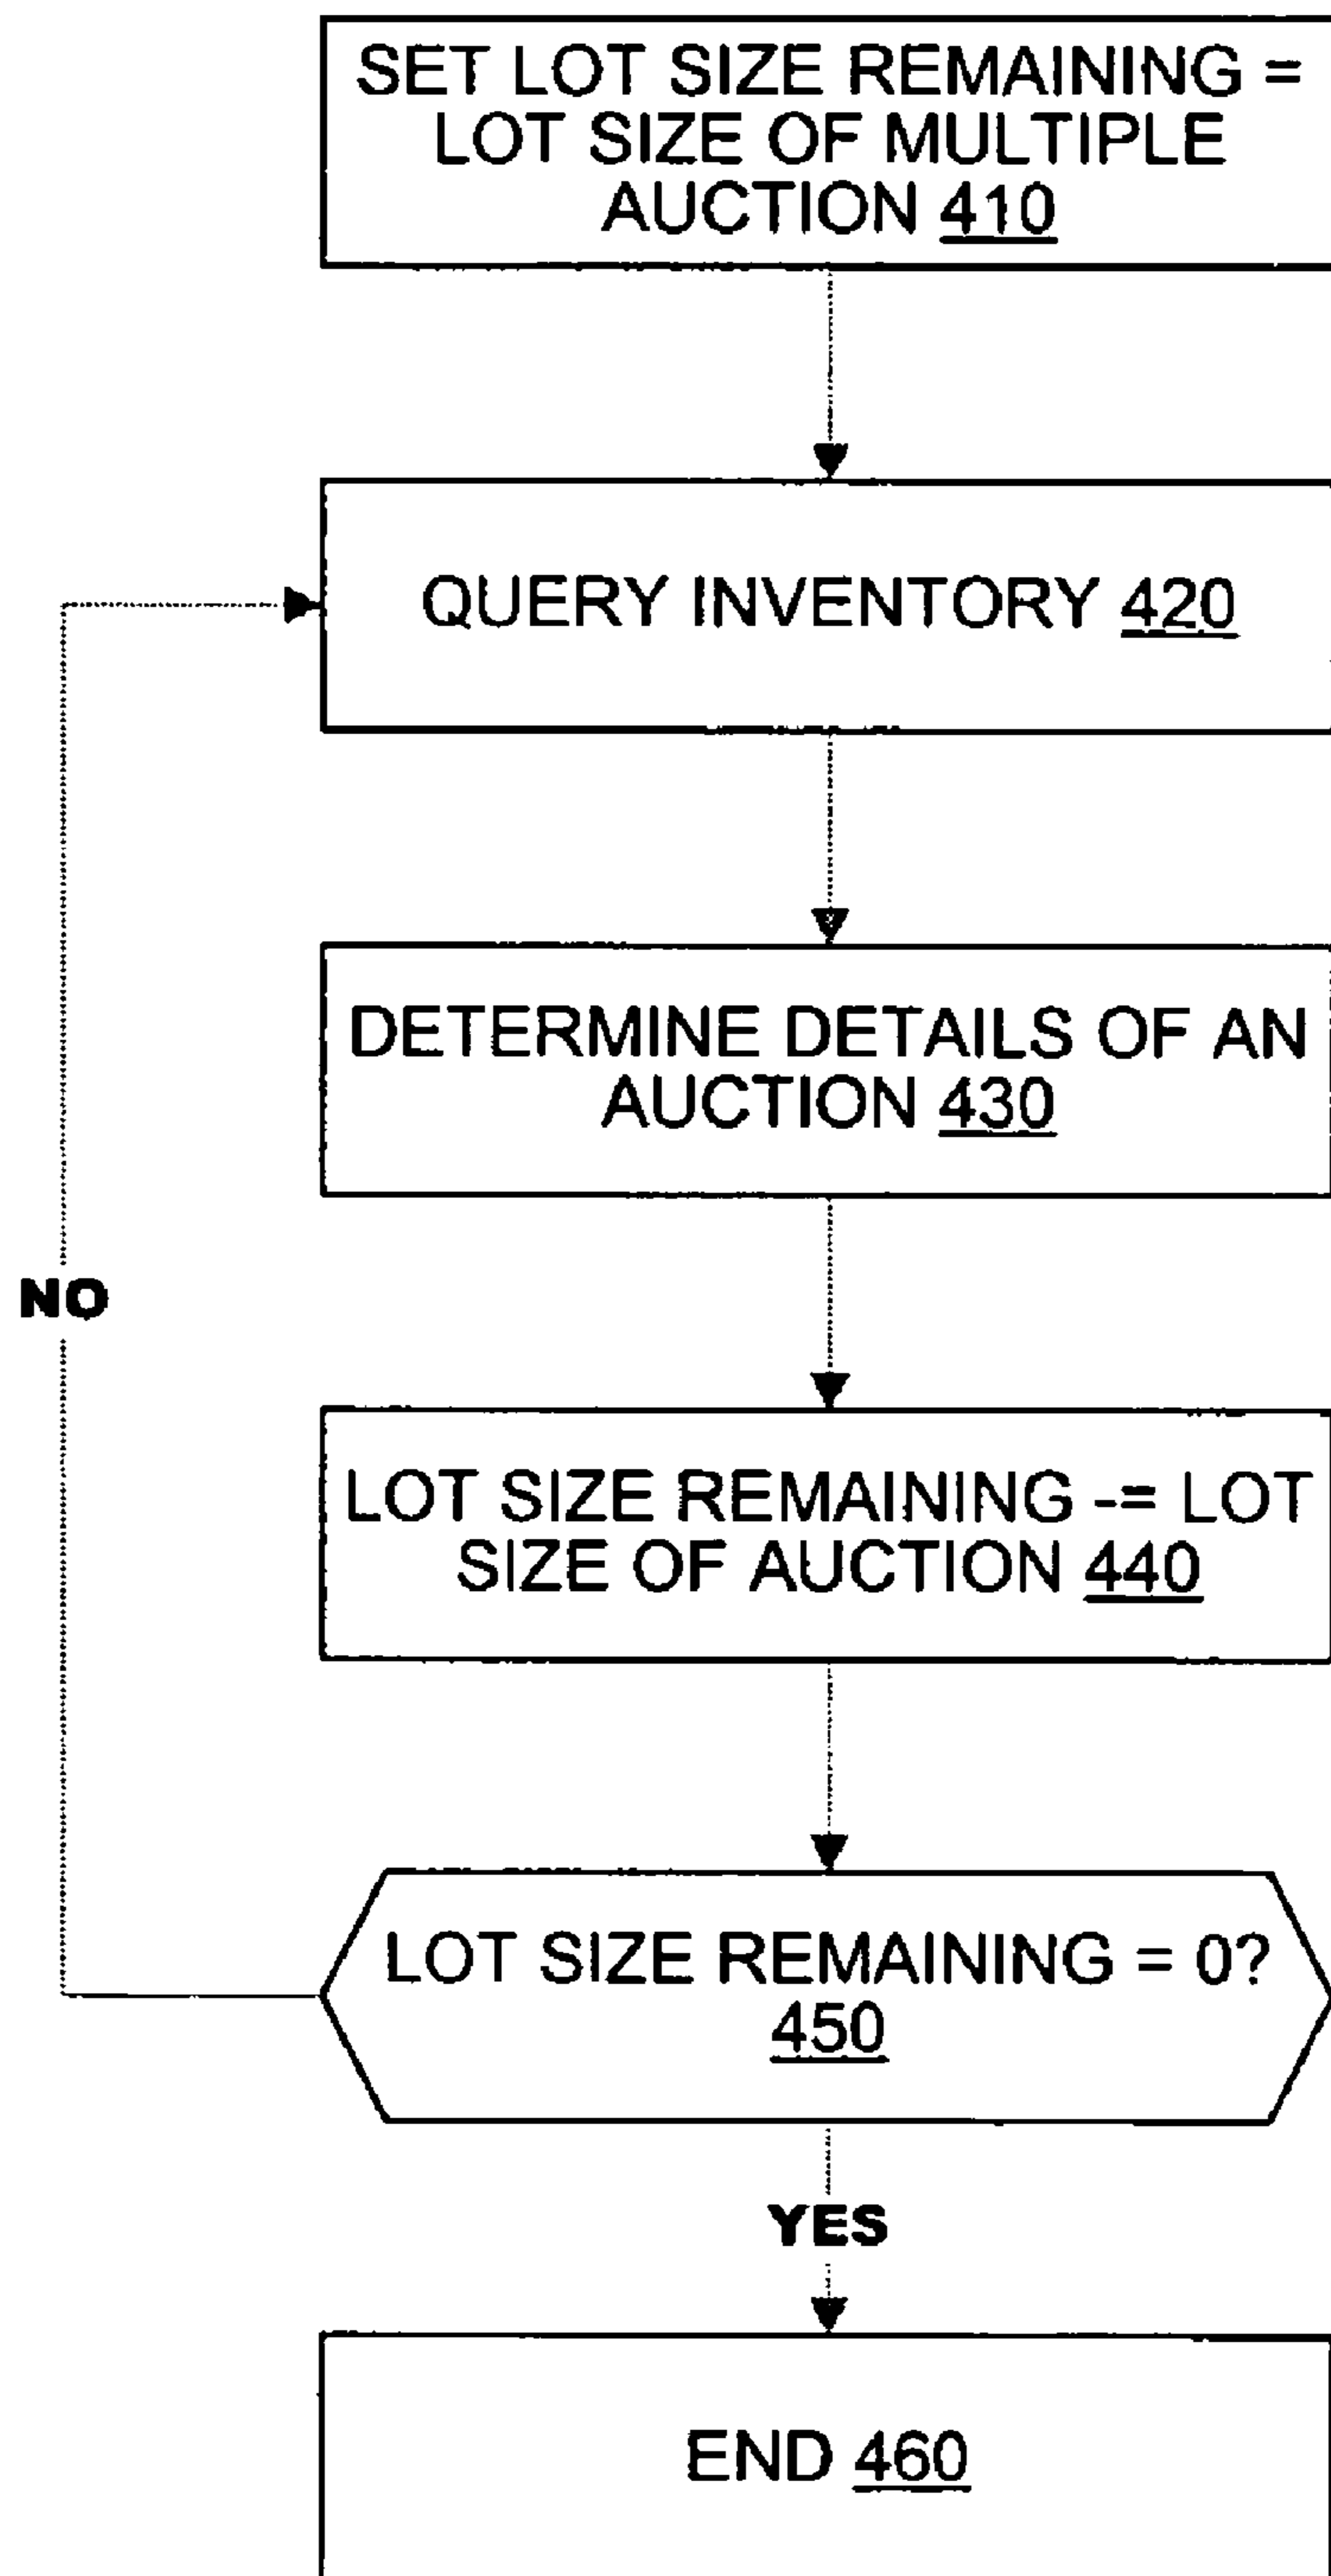 SET LOT SIZE REMAINING =
LOT SIZE OF MULTIPLE
AUCTION 410
QUERY INVENTORY 420
DETERMINE DETAILS OF AN
AUCTION 430
NO
LOT SIZE REMAINING -= LOT
SIZE OF AUCTION 440
LOT SIZE REMAINING = 0?
450
YES
END 460